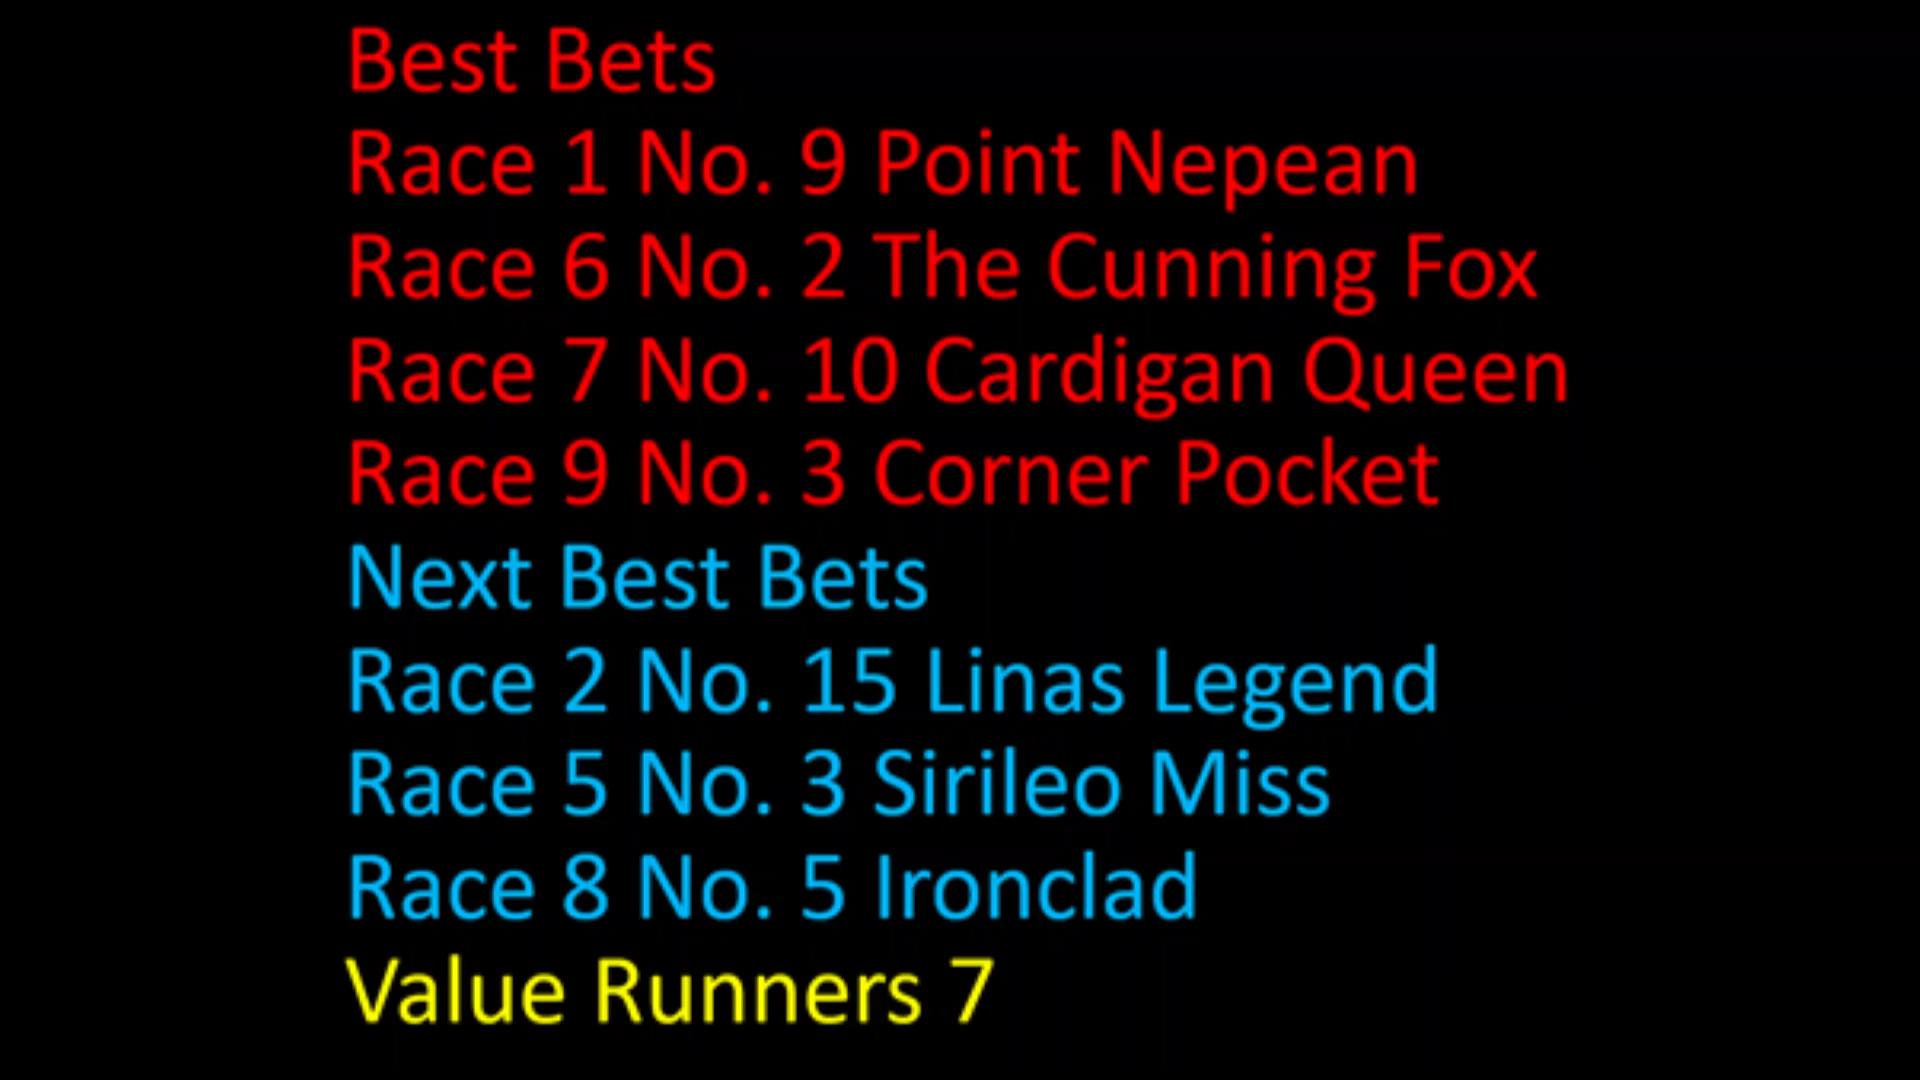 Best Bets
Race 1 No. 9 Point Nepean
Race 6 No. 2 The Cunning Fox
Race 7 No. 10 Cardigan Queen
Race 9 No. 3 Corner Pocket
Next Best Bets
Race 2 No. 15 Linas Legend
Race 5 No. 3 Sirileo Miss
Race 8 No. 5 Ironclad
Value Runners 7